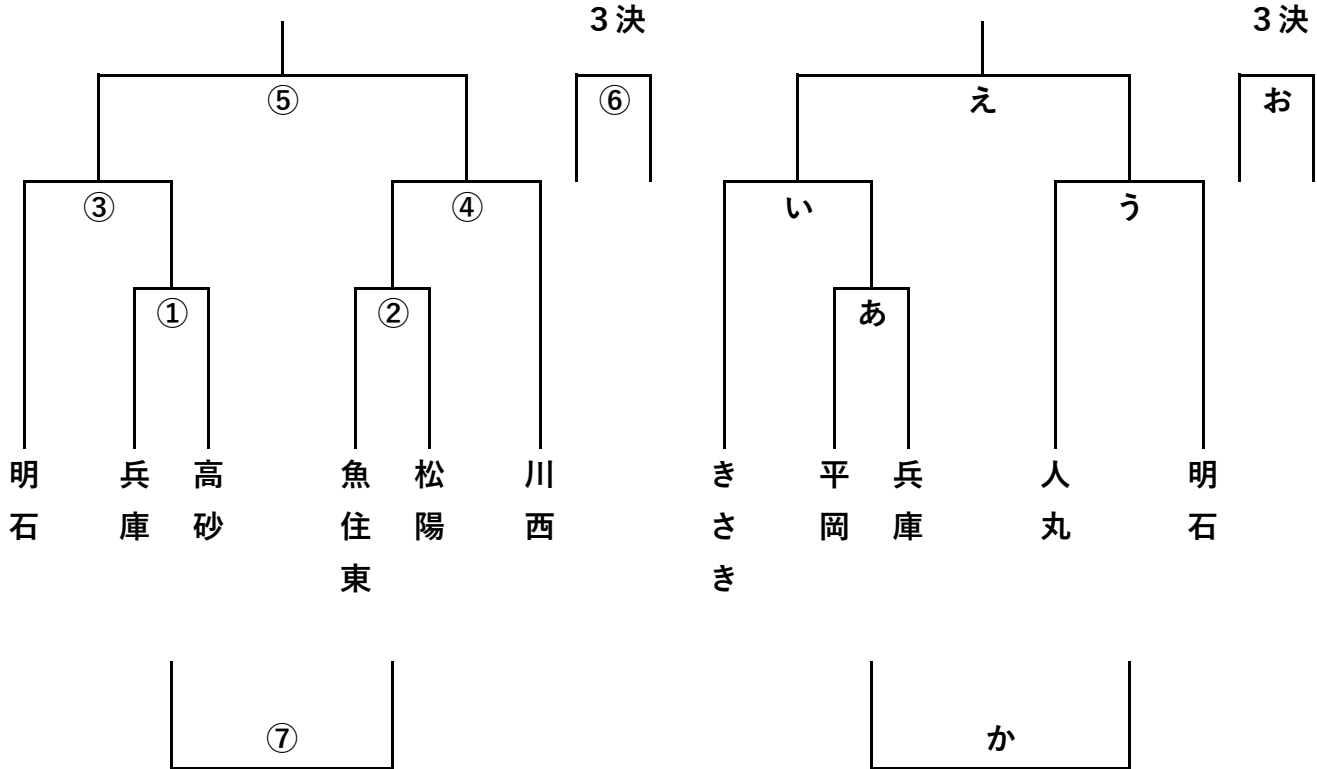 3決
3決
⑤
⑥
え
お
③
④
い
う
①
②
あ
明石
兵庫
高砂
魚住東
松陽
川西
きさき
平岡
兵庫
人丸
明石
⑦
か